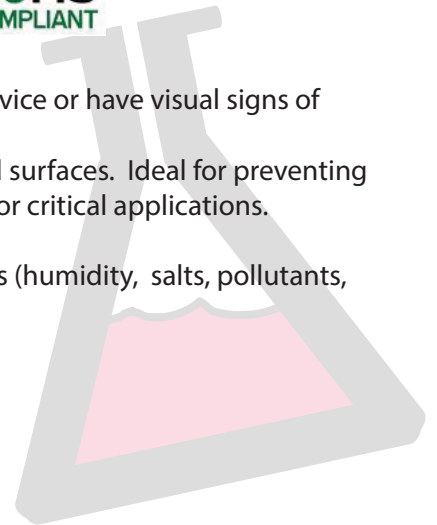 MPLIANT
vice or have visual signs of
surfaces. Ideal for preventing
or critical applications.
s (humidity, salts, pollutants,